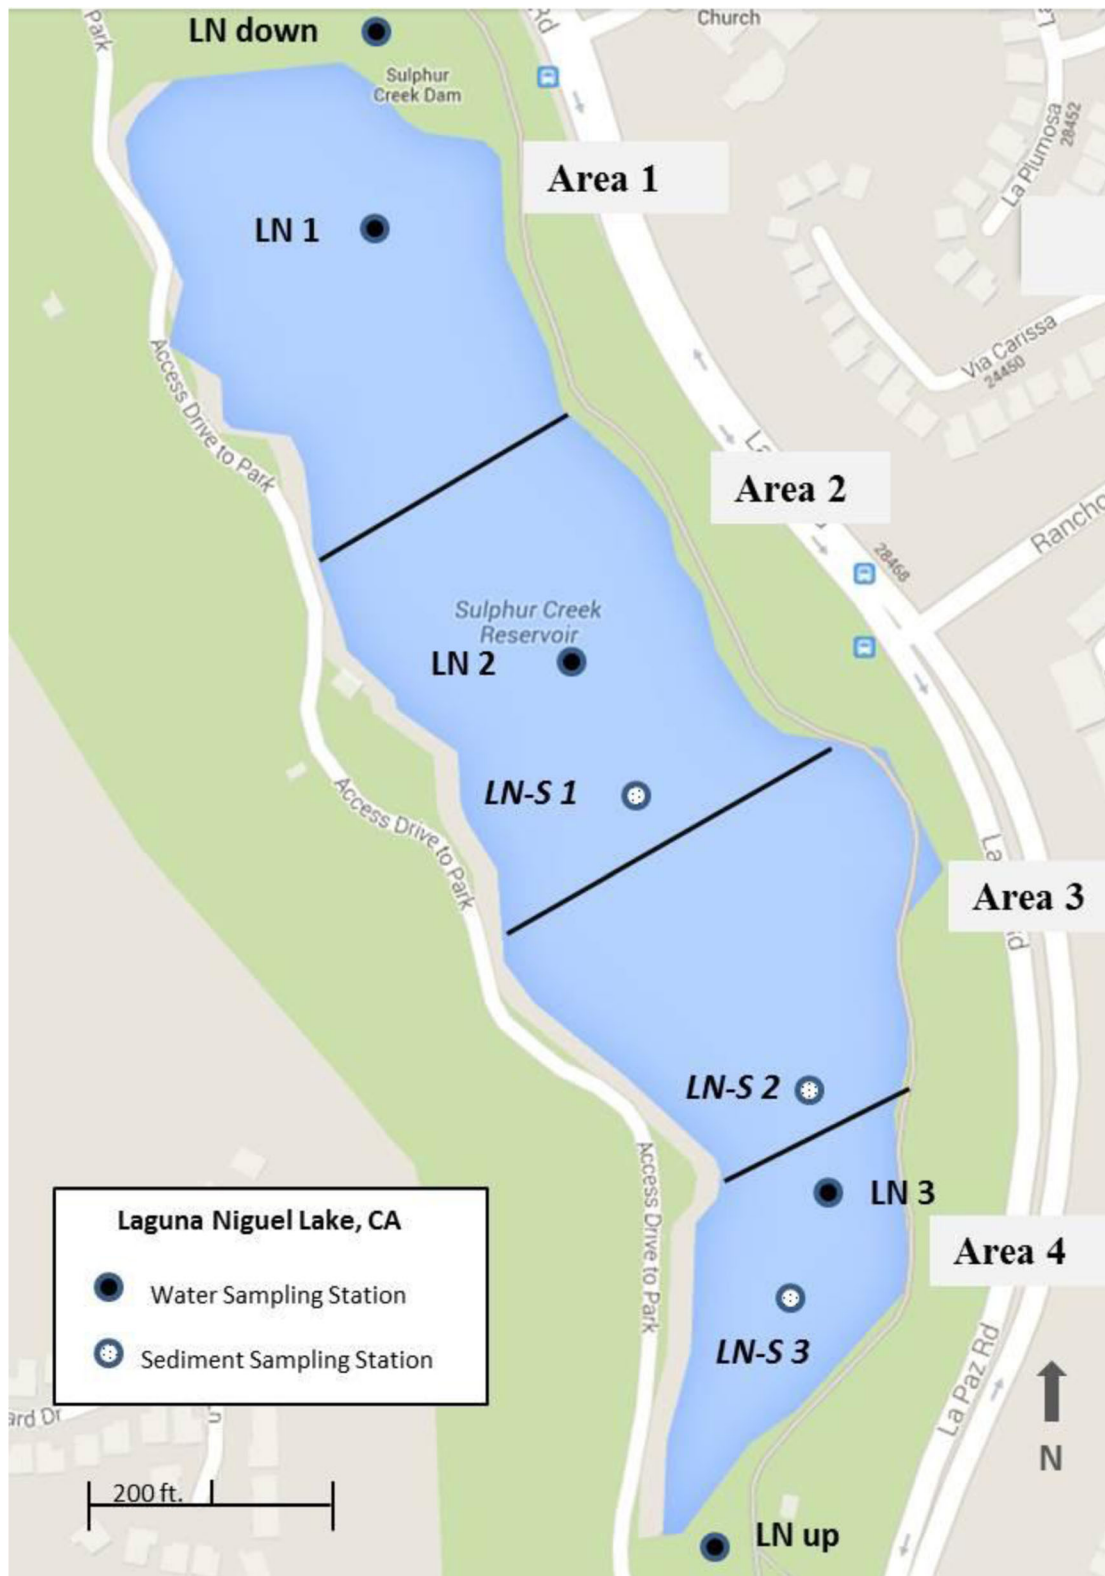 Park
LN down
Rd
Church
Sulphur
Creek Dam
La Plumosa
28452
Area 1
LN 1
Via Carissa
24450
Access Drive to Park
Area 2
Rancho
28468
Sulphur Creek
Reservoir
LN 2
LN-S 1
Access Drive to Park
Area 3
LN-S 2
LN 3
Access Drive to Park
Area 4
Laguna Niguel Lake, CA
Water Sampling Station
Sediment Sampling Station
LN-S 3
La Paz Rd
N
ard Dr
200 ft.
LN up